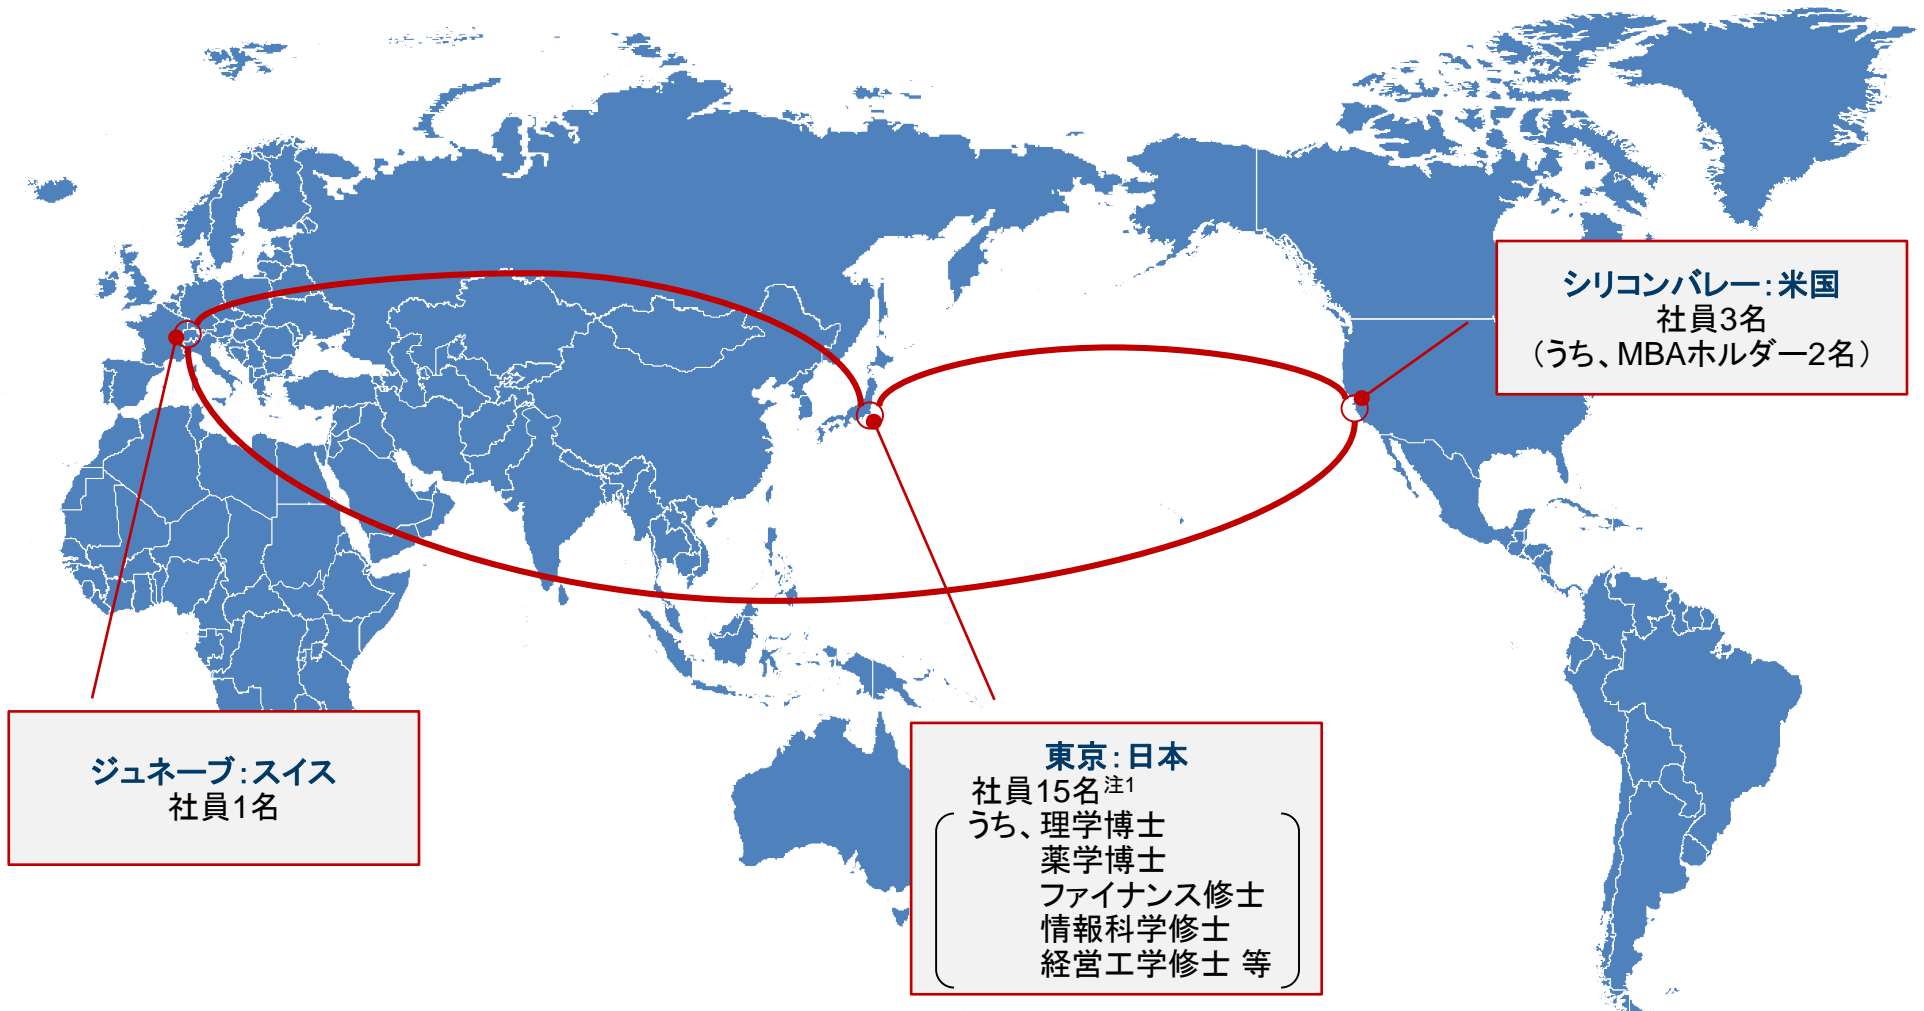 シリコンバレー：米国
社員3名
（うち、MBAホルダー2名）
ジュネーブ：スイス
社員1名
東京：日本
社員15名注1
うち、理学博士
薬学博士
ファイナンス修士
情報科学修士
経営工学修士 等